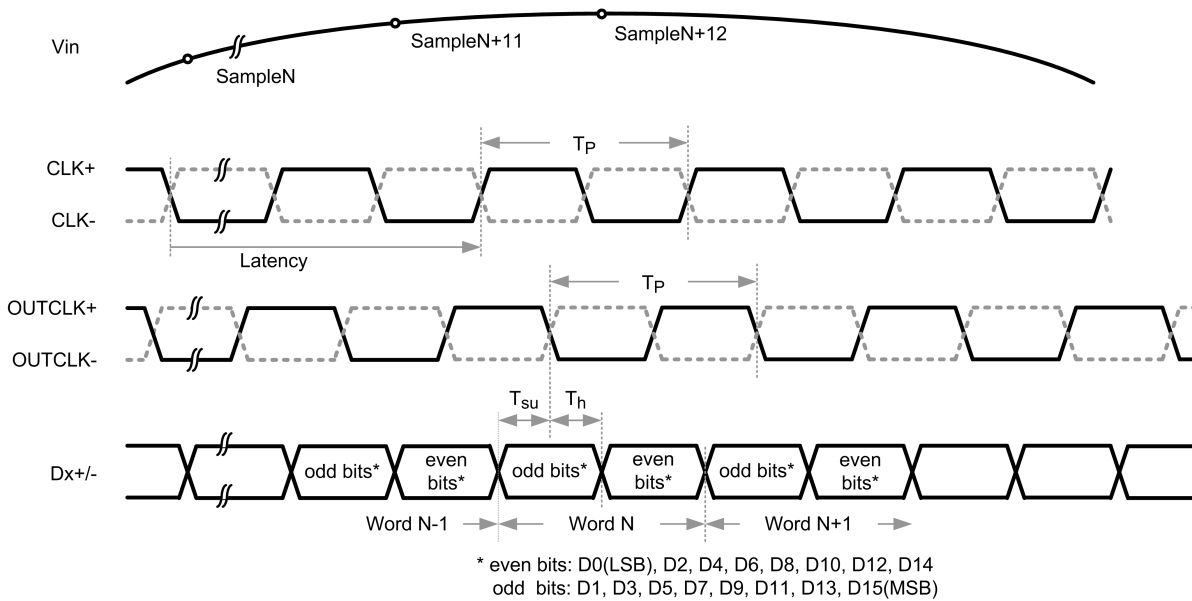 Vin
SampleN
SampleN+11
SampleN+12
CLK+
CLK-
TP
Latency
OUTCLK+
OUTCLK-
TP
Tsu
Th
Dx+/-
odd bits*
even
bits*
odd bits*
even
bits*
odd bits*
even
bits*
Word N-1
Word N
Word N+1
* even bits: D0(LSB), D2, D4, D6, D8, D10, D12, D14
odd bits: D1, D3, D5, D7, D9, D11, D13, D15(MSB)